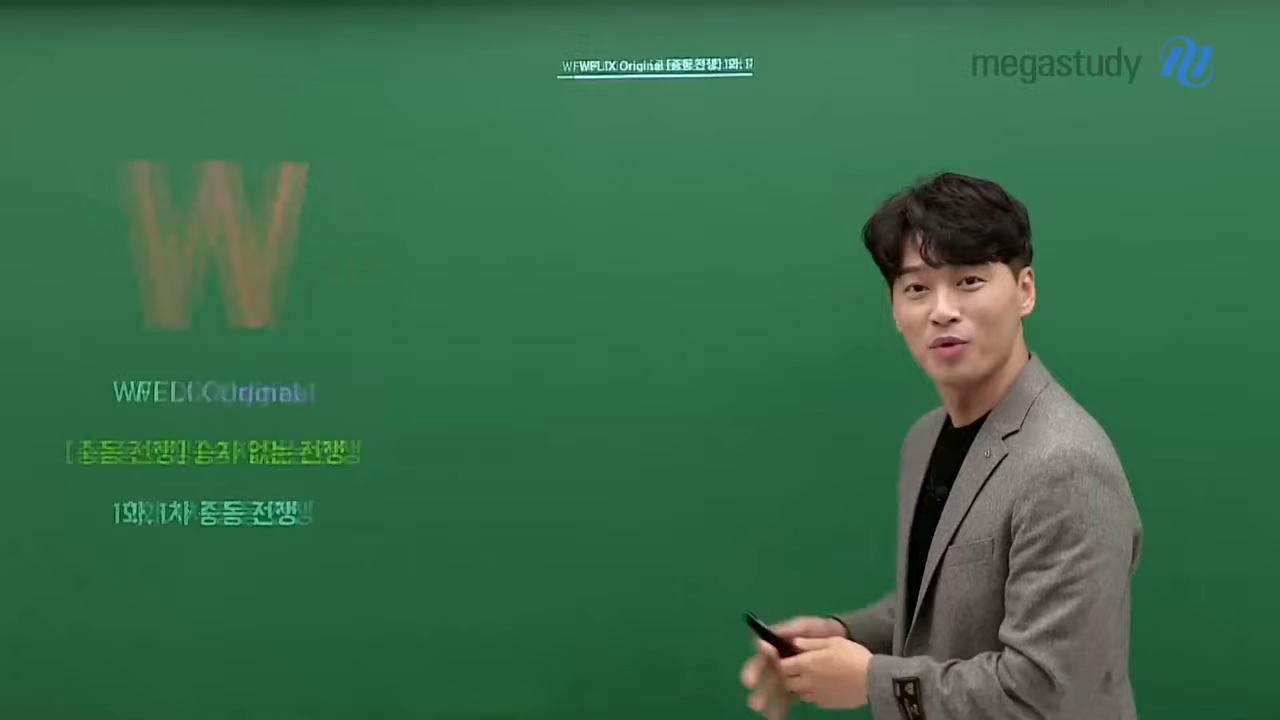 WFLIX Original [중동 전쟁] 1화: 1
megastudy
W
WFLIX Original
[중동 전쟁] 승자 없는 전쟁
1화. 1차 중동 전쟁